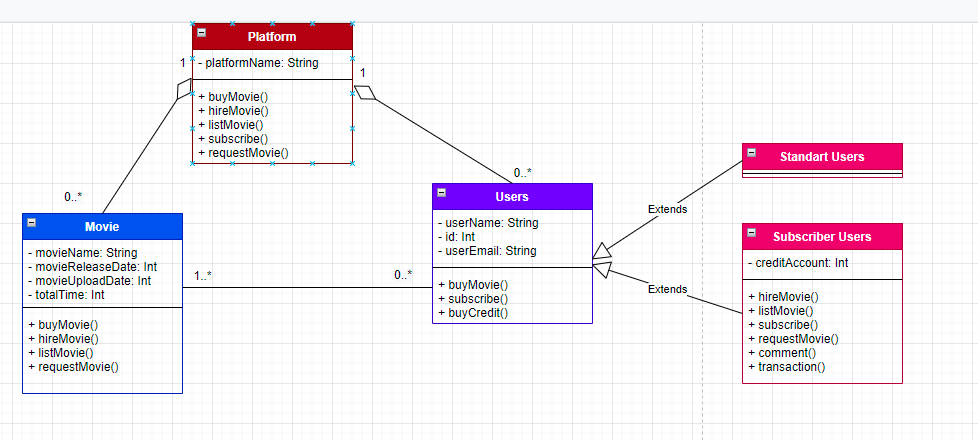 Platform
- platformName: String
+ buyMovie()
+ hireMovie()
+ listMovie()
+ subscribe()
+ requestMovie()
1
1
0..*
0..*
Movie
- movieName: String
- movieReleaseDate: Int
- movieUploadDate: Int
- totalTime: Int
+ buyMovie()
+ hireMovie()
+ listMovie()
+ requestMovie()
1..*
0..*
Users
- userName: String
- id: Int
- userEmail: String
+ buyMovie()
+ subscribe()
+ buyCredit()
Extends
Extends
Standart Users
Subscriber Users
- creditAccount: Int
+ hireMovie()
+ listMovie()
+ subscribe()
+ requestMovie()
+ comment()
+ transaction()